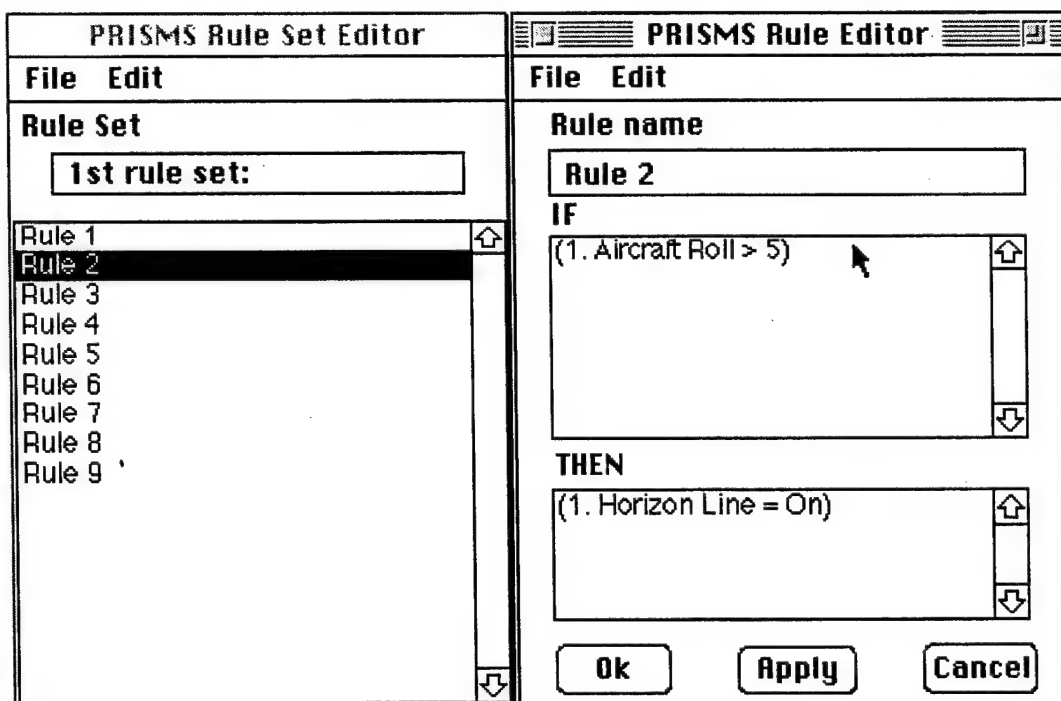 PRISMS Rule Set Editor
File Edit
Rule Set
1st rule set:
Rule 1
Rule 2
Rule 3
Rule 4
Rule 5
Rule 6
Rule 7
Rule 8
Rule 9
PRISMS Rule Editor
File Edit
Rule name
Rule 2
IF
(1. Aircraft Roll > 5)
THEN
(1. Horizon Line = On)
Ok Apply Cancel